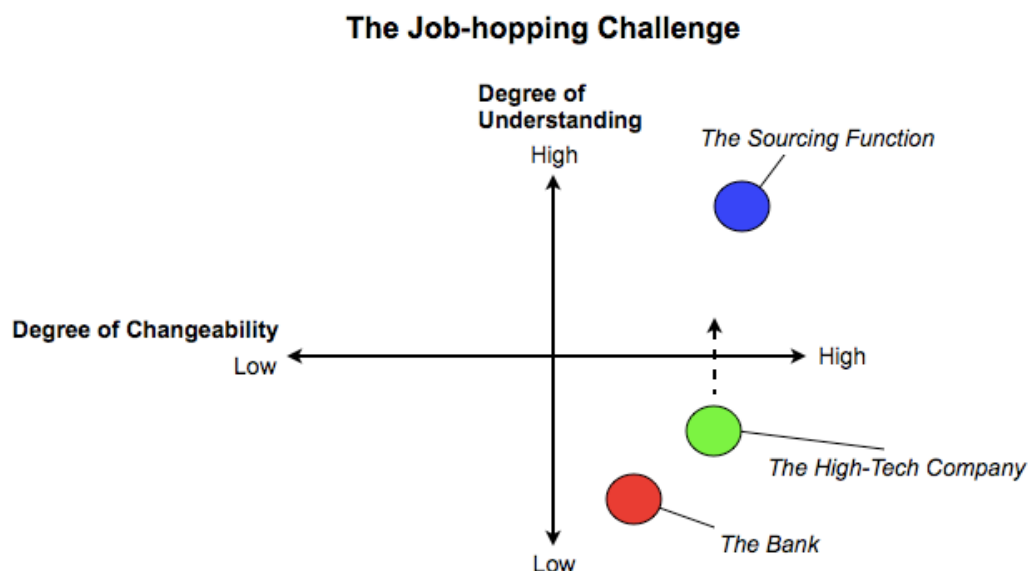 The Job-hopping Challenge
Degree of
Understanding
High
The Sourcing Function
Degree of Changeability
Low
High
The High-Tech Company
The Bank
Low